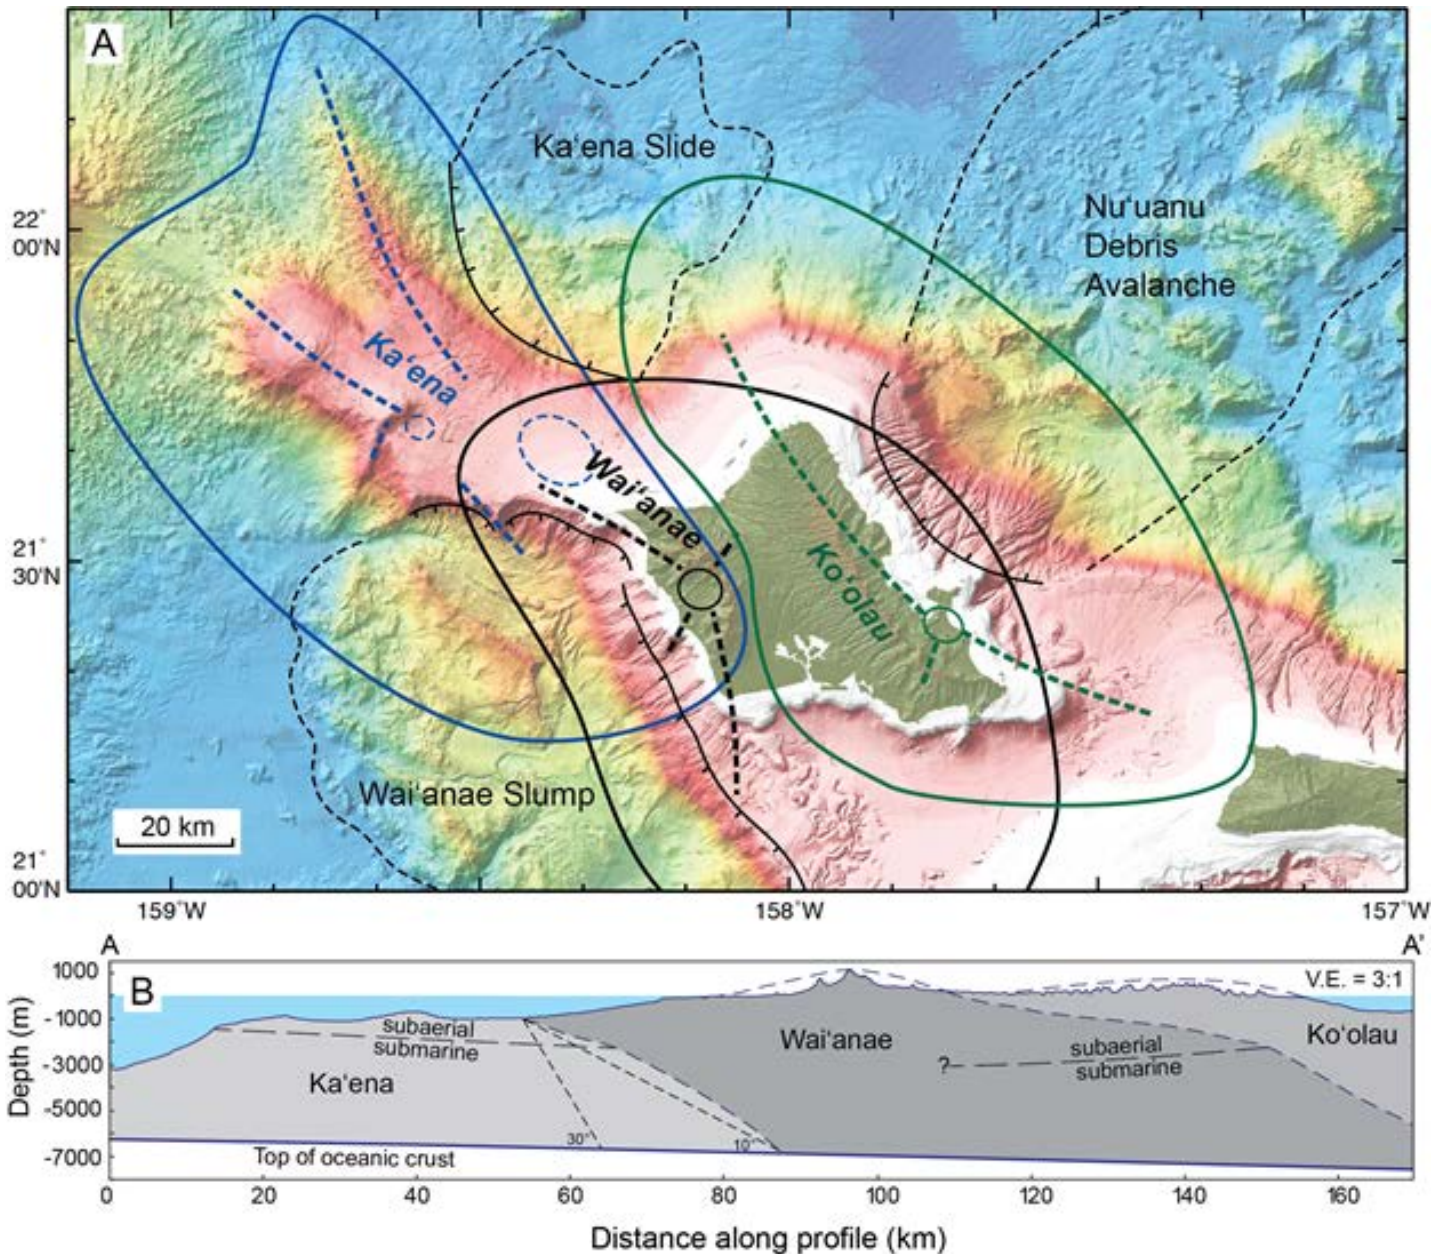 A
Ka‘ena Slide
Nu‘uanu
Debris
Avalanche
22°
00'N
Ka‘ena
Wai‘anae
21°
30'N
Ko‘olau
Wai‘anae Slump
20 km
21°
00'N
159°W
158°W
157°W
A
A'
B
V.E. = 3:1
Depth (m)
1000
-1000
-3000
-5000
-7000
subaerial
submarine
Ka‘ena
30°
10°
Wai‘anae
?
subaerial
submarine
Ko‘olau
Top of oceanic crust
0
20
40
60
80
100
120
140
160
Distance along profile (km)